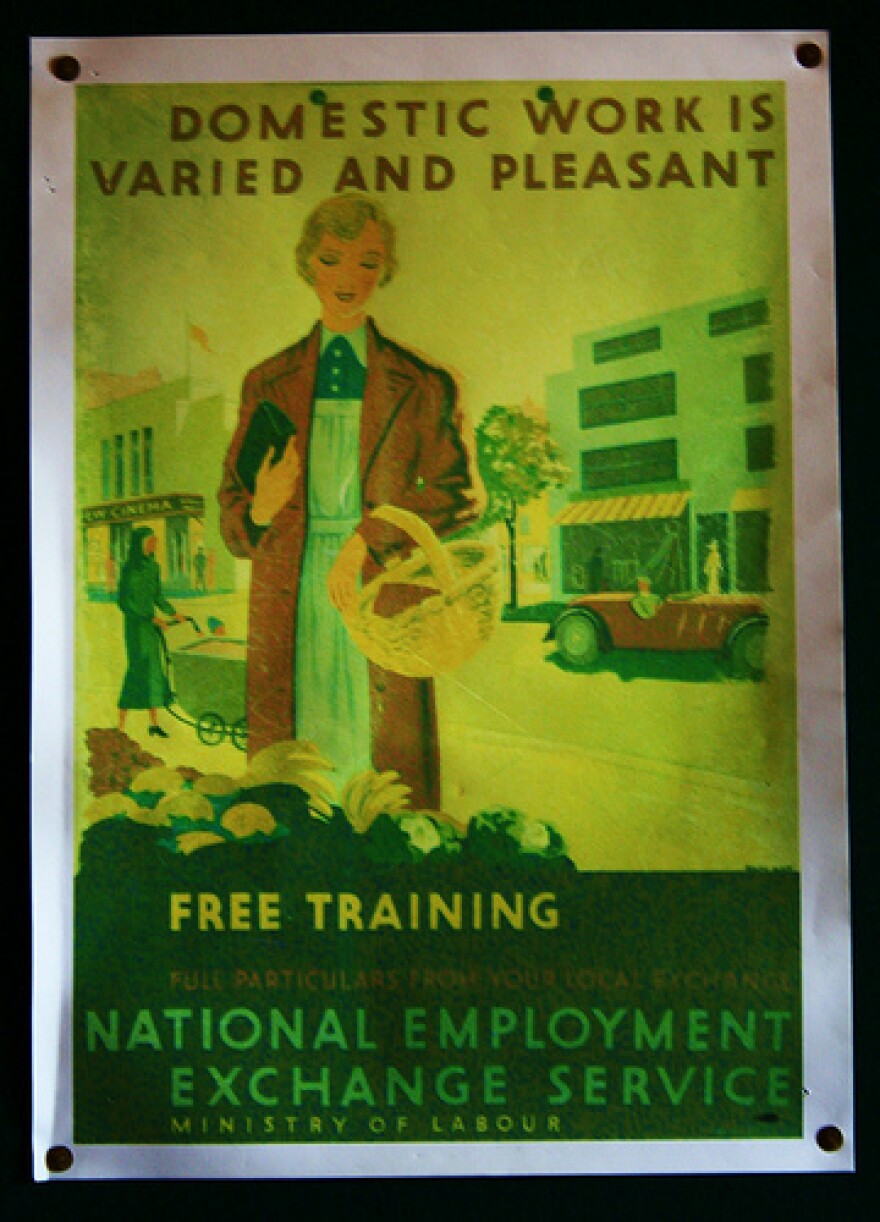 DOMESTIC WORK IS
VARIED AND PLEASANT
CINEMA
FREE TRAINING
FULL PARTICULARS FROM YOUR LOCAL EXCHANGE
NATIONAL EMPLOYMENT
EXCHANGE SERVICE
MINISTRY OF LABOUR